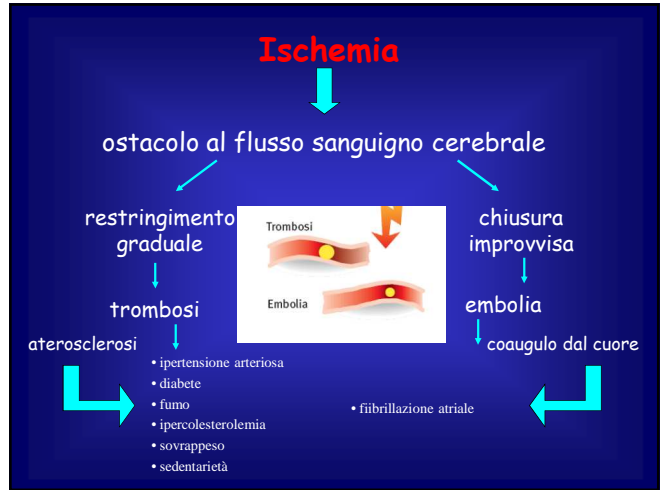 Ischemia
ostacolo al flusso sanguigno cerebrale
restringimento
graduale
chiusura
improvvisa
Trombosi
Embolia
trombosi
embolia
aterosclerosi
coaugulo dal cuore
• ipertensione arteriosa
• diabete
• fumo
• ipercolesterolemia
• sovrappeso
• sedentarietà
• fiibrillazione atriale